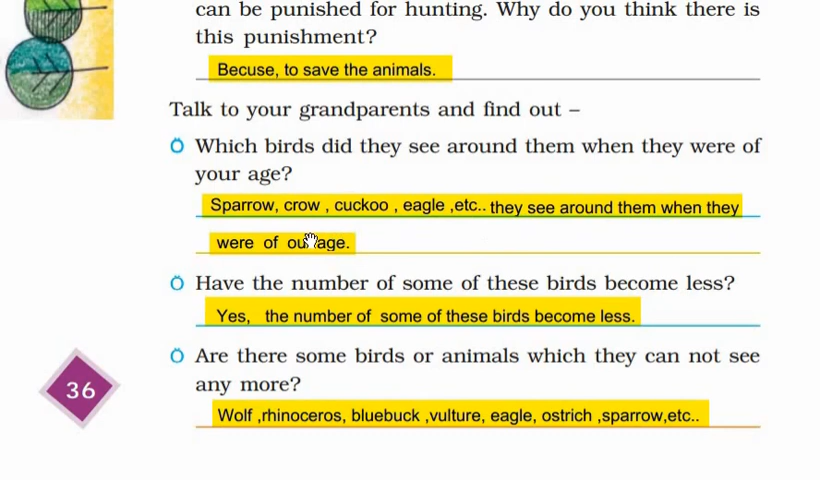 can be punished for hunting. Why do you think there is
this punishment?
Becuse, to save the animals.
Talk to your grandparents and find out –
Ö Which birds did they see around them when they were of
your age?
Sparrow, crow , cuckoo , eagle ,etc.. they see around them when they
were of our age.
Ö Have the number of some of these birds become less?
Yes, the number of some of these birds become less.
Ö Are there some birds or animals which they can not see
any more?
36
Wolf ,rhinoceros, bluebuck ,vulture, eagle, ostrich ,sparrow,etc..